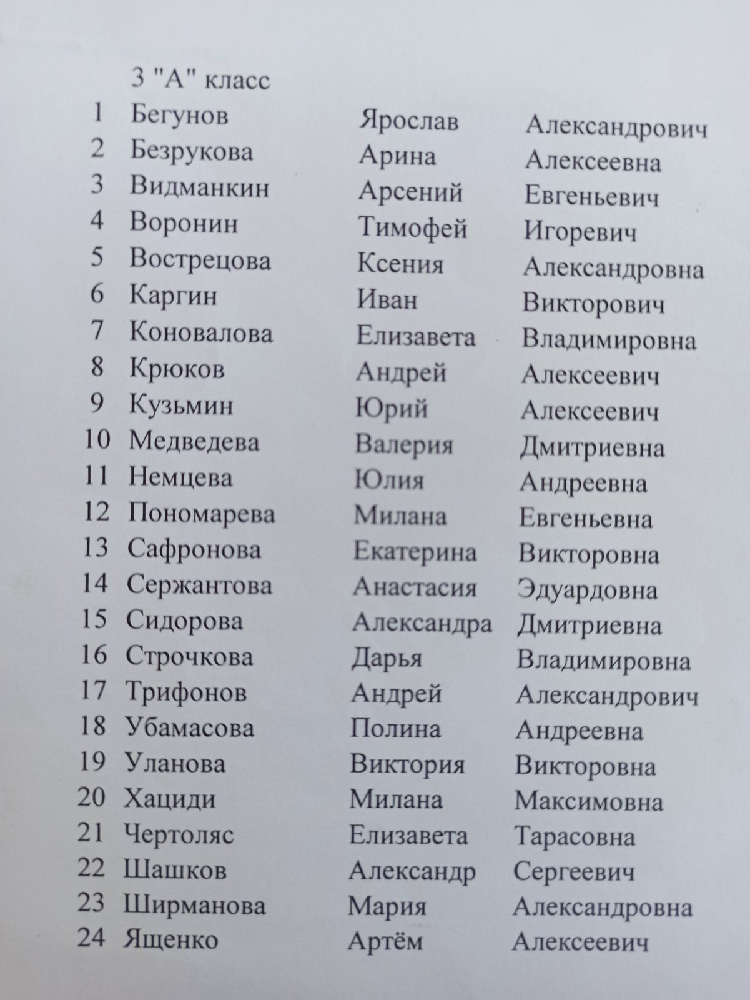 3 "А" класс
1 Бегунов Ярослав Александрович
2 Безрукова Арина Алексеевна
3 Видманкин Арсений Евгеньевич
4 Воронин Тимофей Игоревич
5 Вострецова Ксения Александровна
6 Каргин Иван Викторович
7 Коновалова Елизавета Владимировна
8 Крюков Андрей Алексеевич
9 Кузьмин Юрий Алексеевич
10 Медведева Валерия Дмитриевна
11 Немцева Юлия Андреевна
12 Пономарева Милана Евгеньевна
13 Сафронова Екатерина Викторовна
14 Сержантова Анастасия Эдуардовна
15 Сидорова Александра Дмитриевна
16 Строчкова Дарья Владимировна
17 Трифонов Андрей Александрович
18 Убамасова Полина Андреевна
19 Уланова Виктория Викторовна
20 Хациди Милана Максимовна
21 Чертоляс Елизавета Тарасовна
22 Шашков Александр Сергеевич
23 Ширманова Мария Александровна
24 Ященко Артём Алексеевич